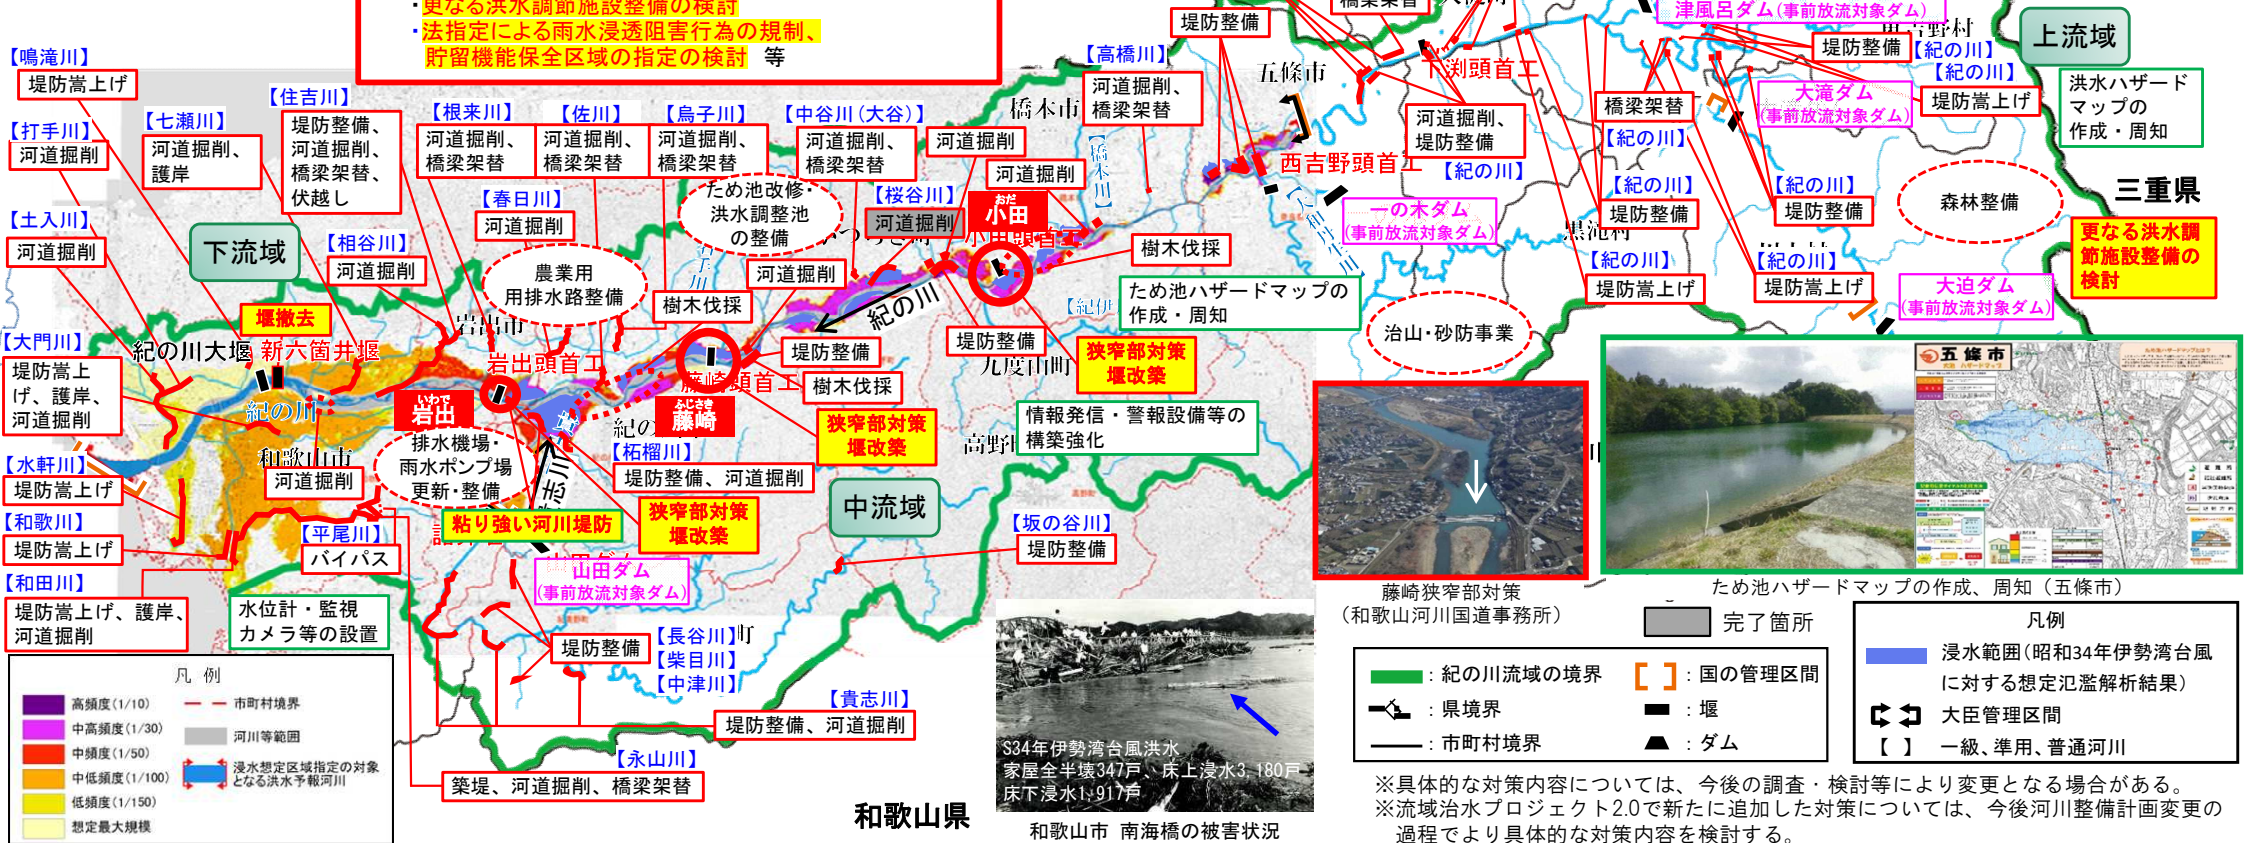 ・更なる洪水調節施設整備の検討
・法指定による雨水浸透阻害行為の規制、
貯留機能保全区域の指定の検討 等
【鳴滝川】
堤防嵩上げ
【打手川】
河道掘削
【七瀬川】
河道掘削、
護岸
【住吉川】
堤防整備、
河道掘削、
橋梁架替、
伏越し
【根来川】
河道掘削、
橋梁架替
【佐川】
河道掘削、
橋梁架替
【烏子川】
河道掘削、
橋梁架替
【中谷川(大谷)】
河道掘削、
橋梁架替
河道掘削
【高橋川】
河道掘削、
橋梁架替
橋本市
【橋本川】
堤防整備
橋梁架替
五條市
下渕頭首工
河道掘削、
堤防整備
【紀の川】
西吉野頭首工
津風呂ダム(事前放流対象ダム)
堤防整備
【紀の川】
【紀の川】
堤防嵩上げ
上流域
洪水ハザード
マップの
作成・周知
橋梁架替
【紀の川】
大滝ダム
(事前放流対象ダム)
【紀の川】
堤防整備
【紀の川】
堤防整備
森林整備
三重県
更なる洪水調
節施設整備の
検討
【土入川】
河道掘削
下流域
【相谷川】
河道掘削
【春日川】
河道掘削
農業用
用排水路整備
ため池改修・
洪水調整池
の整備
【桜谷川】
河道掘削
河道掘削
おだ
小田
小田頭首工
樹木伐採
一の木ダム
(事前放流対象ダム)
黒滝村
【紀の川】
堤防嵩上げ
【紀の川】
堤防嵩上げ
大迫ダム
(事前放流対象ダム)
河道掘削
樹木伐採
紀の川
ため池ハザードマップの
作成・周知
治山・砂防事業
堰撤去
岩出市
【大門川】
堤防嵩上
げ、護岸、
河道掘削
紀の川大堰
新六箇井堰
岩出頭首工
藤崎頭首工
堤防整備
樹木伐採
堤防整備
九度山町
狭窄部対策
堰改築
紀の川
いわで
岩出
ふじさき
藤崎
狭窄部対策
堰改築
情報発信・警報設備等の
構築強化
和歌山市
河道掘削
排水機場・
雨水ポンプ場
更新・整備
【柘榴川】
堤防整備、河道掘削
【水軒川】
堤防嵩上げ
粘り強い河川堤防
狭窄部対策
堰改築
中流域
【和歌川】
堤防嵩上げ
【平尾川】
バイパス
【坂の谷川】
堤防整備
山田ダム
(事前放流対象ダム)
【和田川】
堤防嵩上げ、護岸、
河道掘削
水位計・監視
カメラ等の設置
堤防整備
【長谷川】
【柴目川】
【中津川】
【貴志川】
堤防整備、河道掘削
【永山川】
築堤、河道掘削、橋梁架替
和歌山県
凡 例
高頻度(1/10)
中高頻度(1/30)
中頻度(1/50)
中低頻度(1/100)
低頻度(1/150)
想定最大規模
市町村境界
河川等範囲
浸水想定区域指定の対象
となる洪水予報河川
S34年伊勢湾台風洪水
家屋全半壊347戸、床上浸水3,180戸
床下浸水1,917戸
和歌山市 南海橋の被害状況
藤崎狭窄部対策
(和歌山河川国道事務所)
五條市
ため池ハザードマップの作成、周知(五條市)
完了箇所
:紀の川流域の境界
:県境界
:市町村境界
:国の管理区間
:堰
:ダム
凡例
浸水範囲(昭和34年伊勢湾台風
に対する想定氾濫解析結果)
大臣管理区間
【 】 一級、準用、普通河川
※具体的な対策内容については、今後の調査・検討等により変更となる場合がある。
※流域治水プロジェクト2.0で新たに追加した対策については、今後河川整備計画変更の
過程でより具体的な対策内容を検討する。